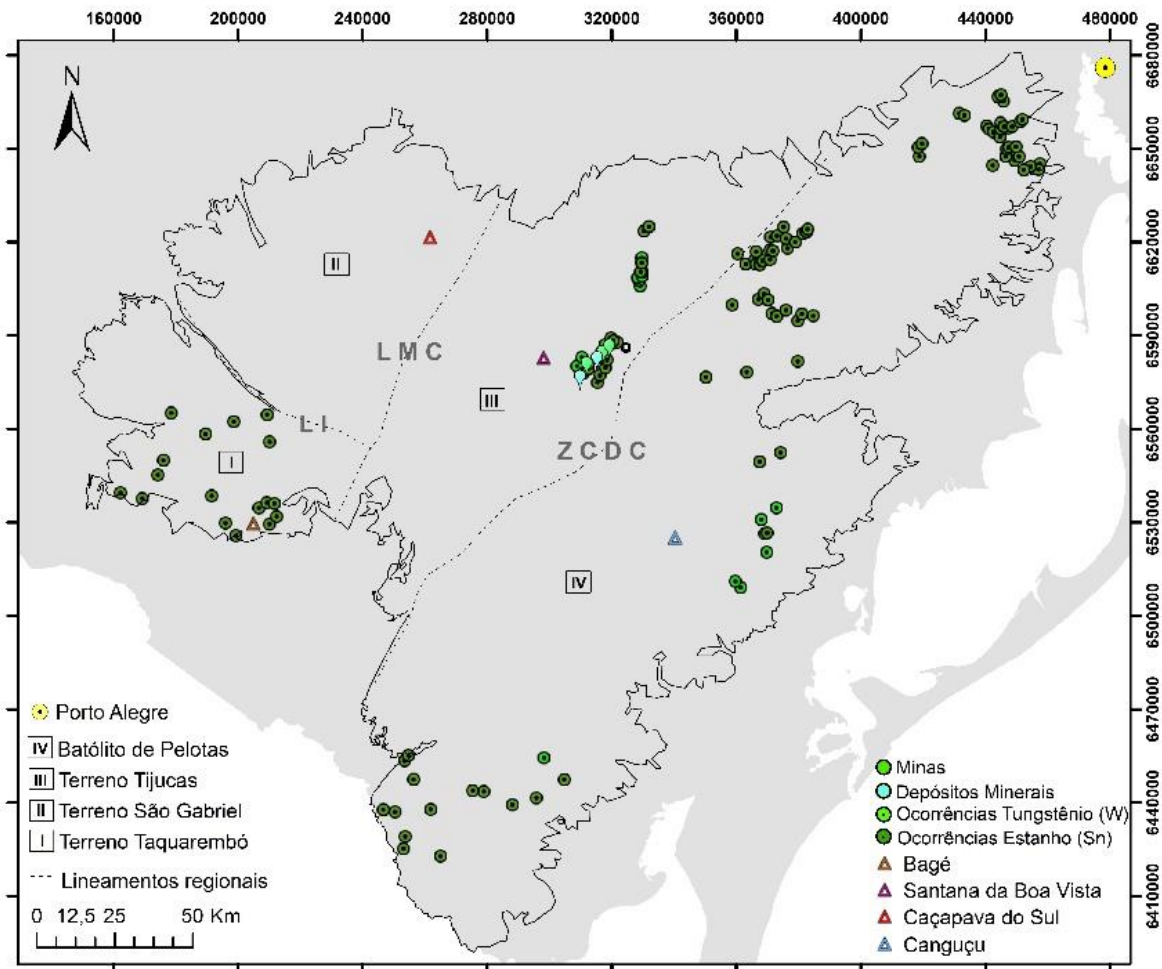 160000 200000 240000 280000 320000 360000 400000 440000 480000
N
6680000
6650000
6620000
6590000
6560000
6530000
6500000
6470000
6440000
6410000
II
LMC
III
LI
I
ZCDC
IV
Porto Alegre
IV Batólito de Pelotas
III Terreno Tijucas
II Terreno São Gabriel
I Terreno Taquarembó
Lineamentos regionais
0 12,5 25 50 Km
Minas
Depósitos Minerais
Ocorrências Tungstênio (W)
Ocorrências Estanho (Sn)
Bagé
Santana da Boa Vista
Caçapava do Sul
Canguçu